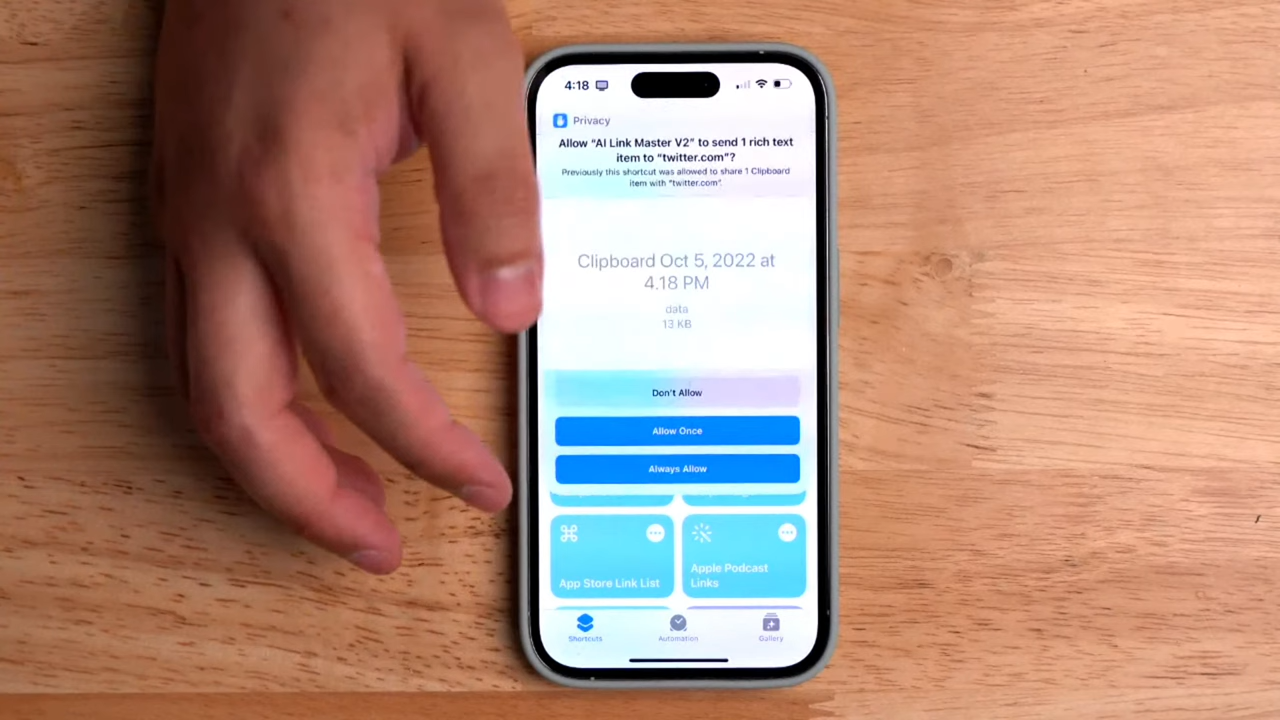 4:18
Privacy
Allow “AI Link Master V2” to send 1 rich text
item to “twitter.com”?
Previously this shortcut was allowed to share 1 Clipboard
item with “twitter.com”.
Clipboard Oct 5, 2022 at
4.18 PM
data
13 KB
Don't Allow
Allow Once
Always Allow
App Store Link List
Apple Podcast
Links
Shortcuts
Automation
Gallery